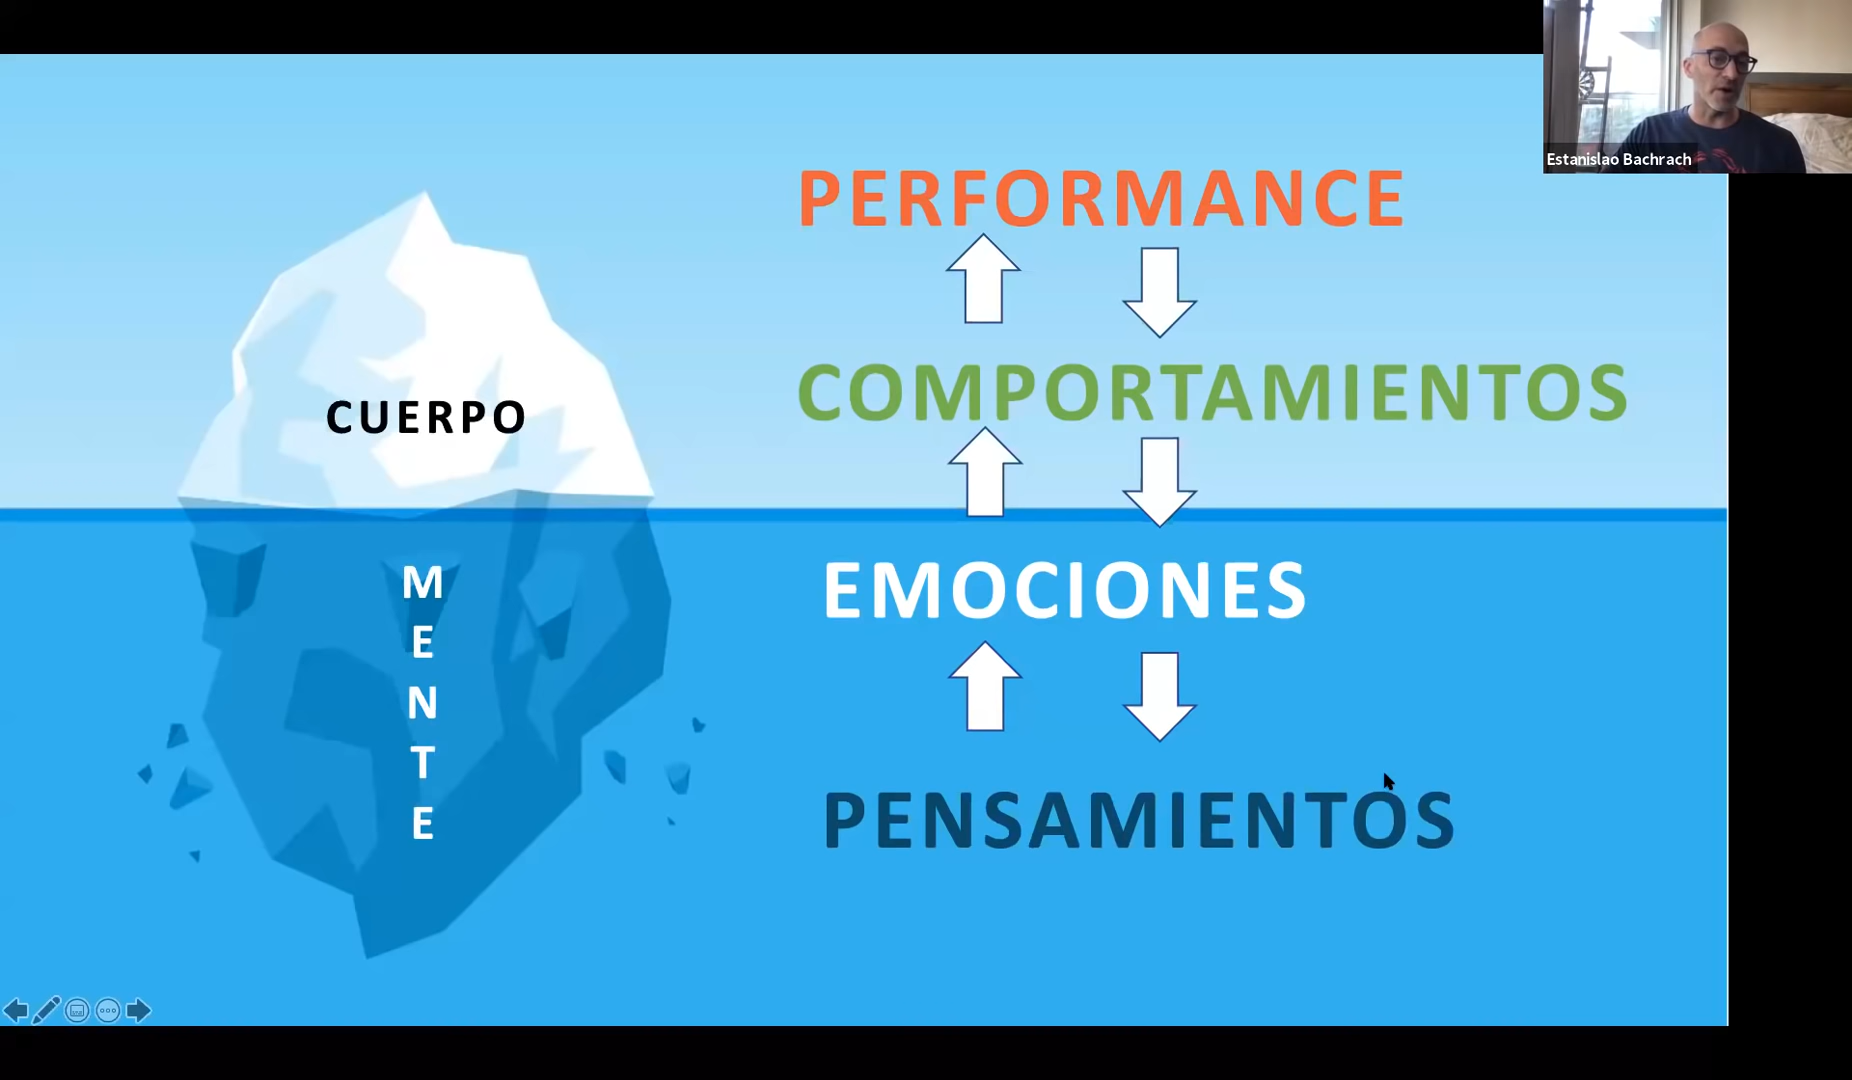 Estanislao Bachrach
PERFORMANCE
COMPORTAMIENTOS
CUERPO
EMOCIONES
M
E
N
T
E
PENSAMIENTOS